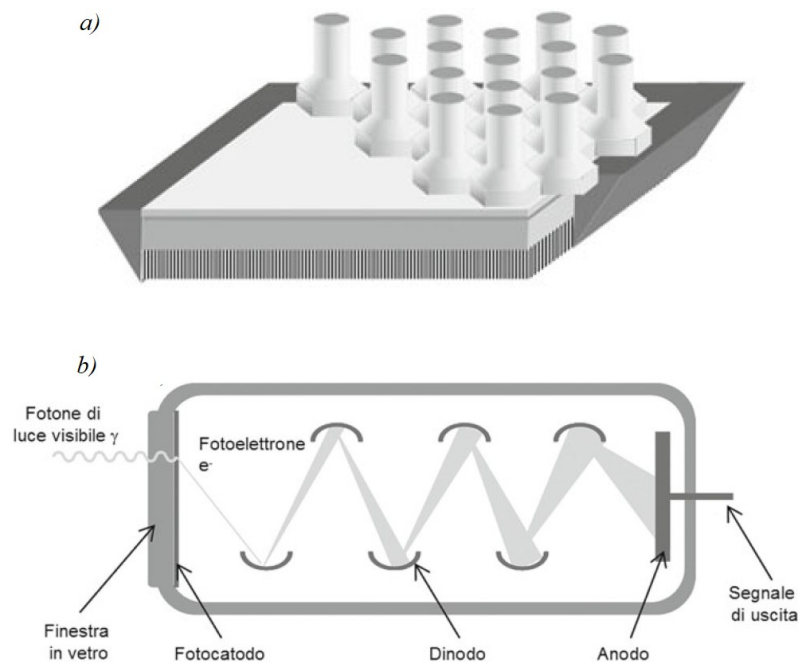 a)
b)
Fotone di
luce visibile γ
Fotoelettrone
e-
Finestra
in vetro
Fotocatodo
Dinodo
Anodo
Segnale
di uscita